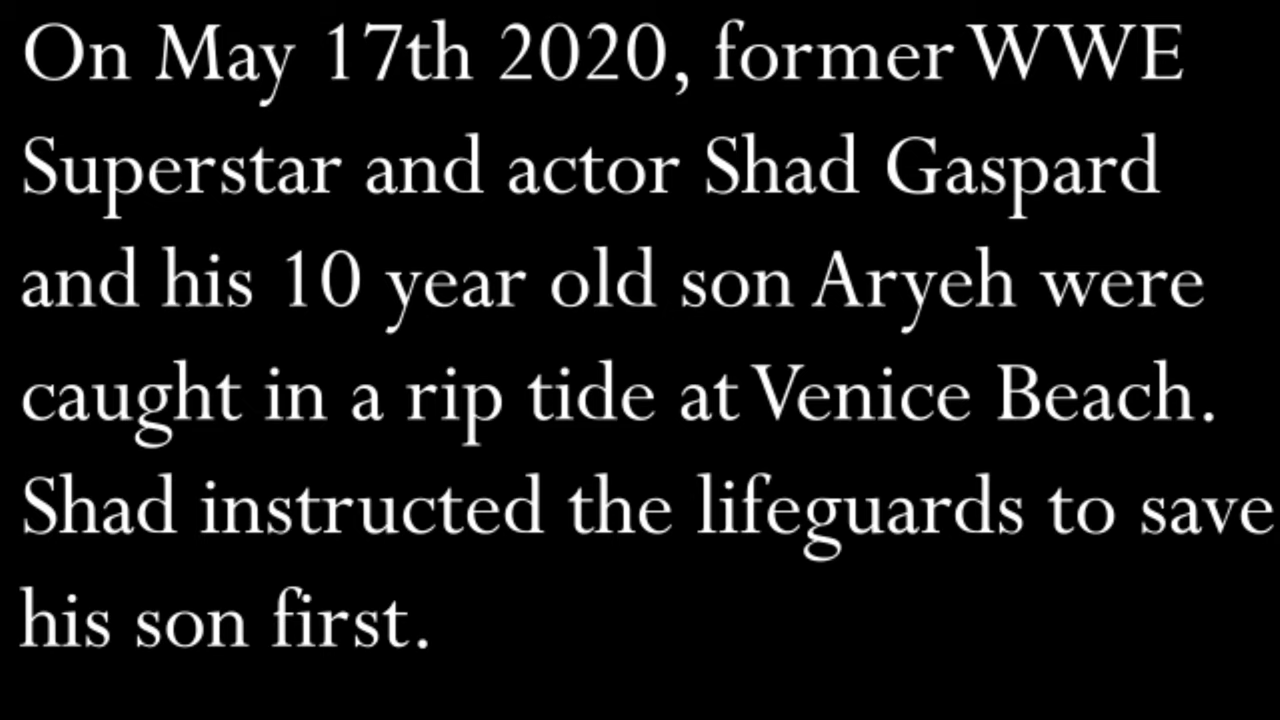 On May 17th 2020, former WWE
Superstar and actor Shad Gaspard
and his 10 year old son Aryeh were
caught in a rip tide at Venice Beach.
Shad instructed the lifeguards to save
his son first.